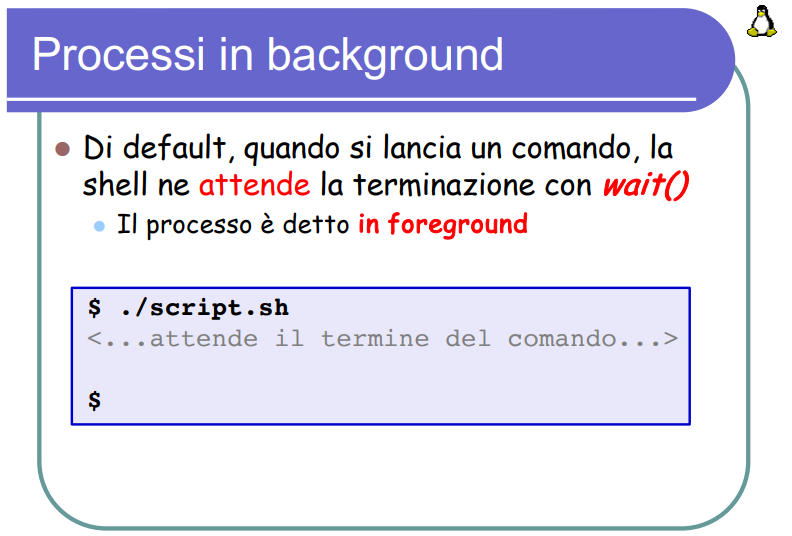 Processi in background
Di default, quando si lancia un comando, la
shell ne attende la terminazione con wait()
Il processo è detto in foreground
$ ./script.sh
<...attende il termine del comando...>
$